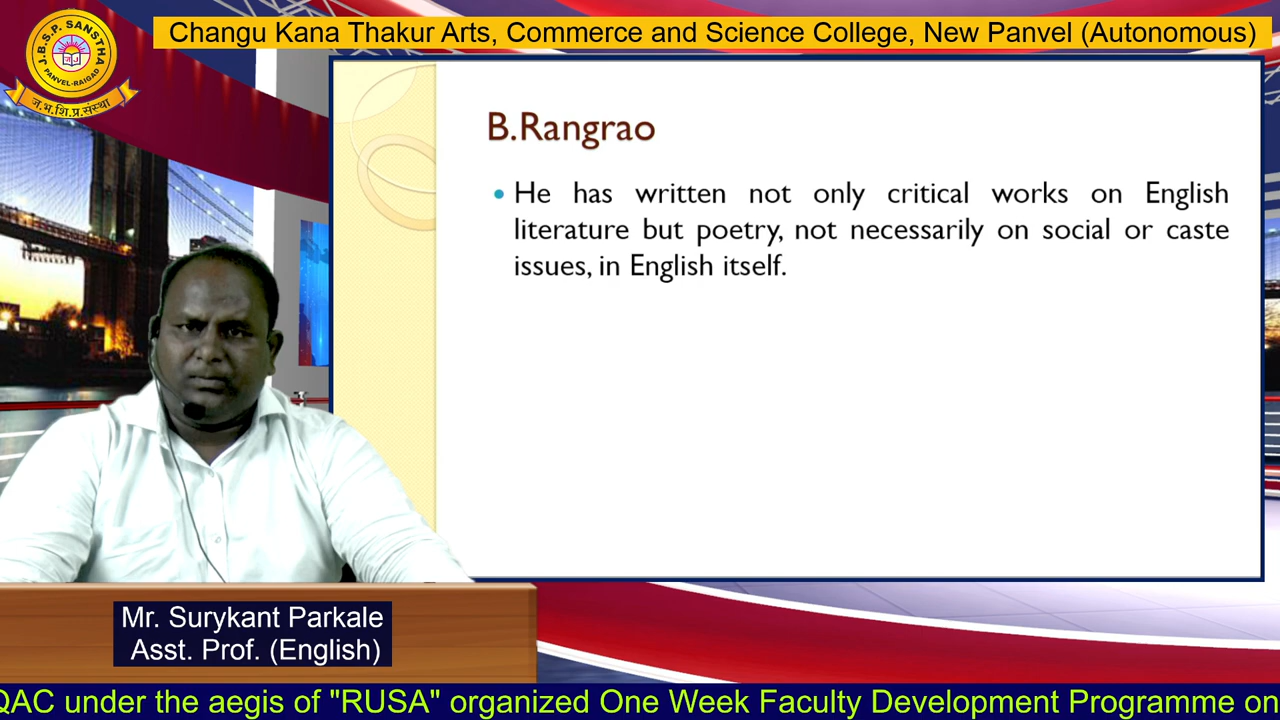 J.B.S.P. SANSTHA
PANVEL-RAIGAD
ज.भ.शि.प्र.संस्था
Changu Kana Thakur Arts, Commerce and Science College, New Panvel (Autonomous)
B.Rangrao
• He has written not only critical works on English
literature but poetry, not necessarily on social or caste
issues, in English itself.
Mr. Surykant Parkale
Asst. Prof. (English)
QAC under the aegis of "RUSA" organized One Week Faculty Development Programme on